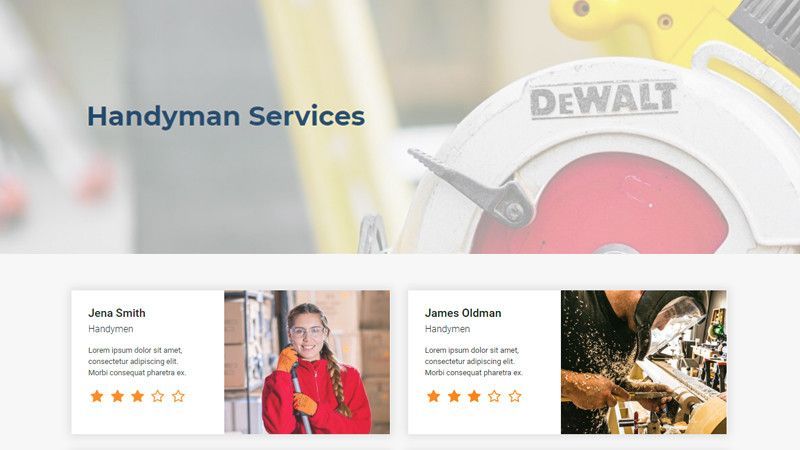 Handyman Services
DEWALT
Jena Smith
Handymen
Lorem ipsum dolor sit amet,
consectetur adipiscing elit.
Morbi consequat pharetra ex.
James Oldman
Handymen
Lorem ipsum dolor sit amet,
consectetur adipiscing elit.
Morbi consequat pharetra ex.